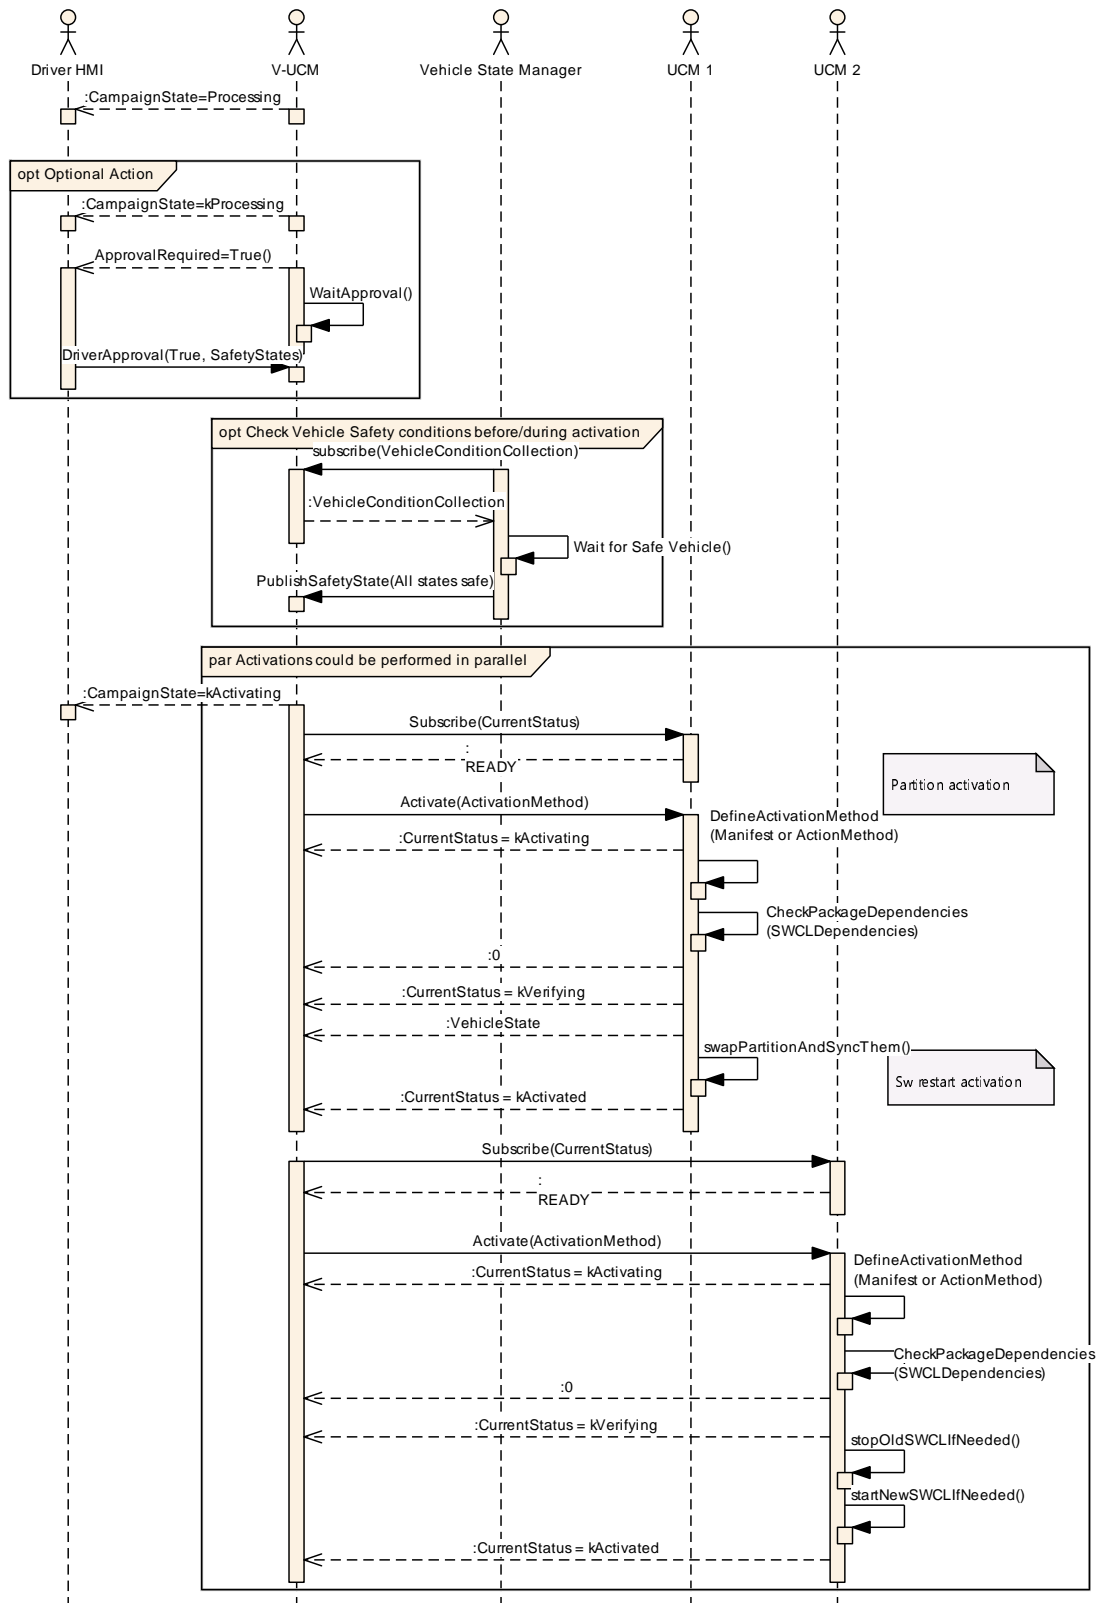 Driver HMI
V-UCM
Vehicle State Manager
UCM 1
UCM 2
:CampaignState=Processing
opt Optional Action
:CampaignState=kProcessing
ApprovalRequired=True()
WaitApproval()
DriverApproval(True, SafetyStates)
opt Check Vehicle Safety conditions before/during activation
subscribe(VehicleConditionCollection)
:VehicleConditionCollection
Wait for Safe Vehicle()
PublishSafetyState(All states safe)
par Activations could be performed in parallel
:CampaignState=kActivating
Subscribe(CurrentStatus)
:
READY
Partition activation
Activate(ActivationMethod)
DefineActivationMethod
(Manifest or ActionMethod)
:CurrentStatus = kActivating
CheckPackageDependencies
(SWCLDependencies)
:0
:CurrentStatus = kVerifying
:VehicleState
swapPartitionAndSyncThem()
Sw restart activation
:CurrentStatus = kActivated
Subscribe(CurrentStatus)
:
READY
Activate(ActivationMethod)
DefineActivationMethod
(Manifest or ActionMethod)
:CurrentStatus = kActivating
CheckPackageDependencies
(SWCLDependencies)
:0
:CurrentStatus = kVerifying
stopOldSWCLIfNeeded()
startNewSWCLIfNeeded()
:CurrentStatus = kActivated